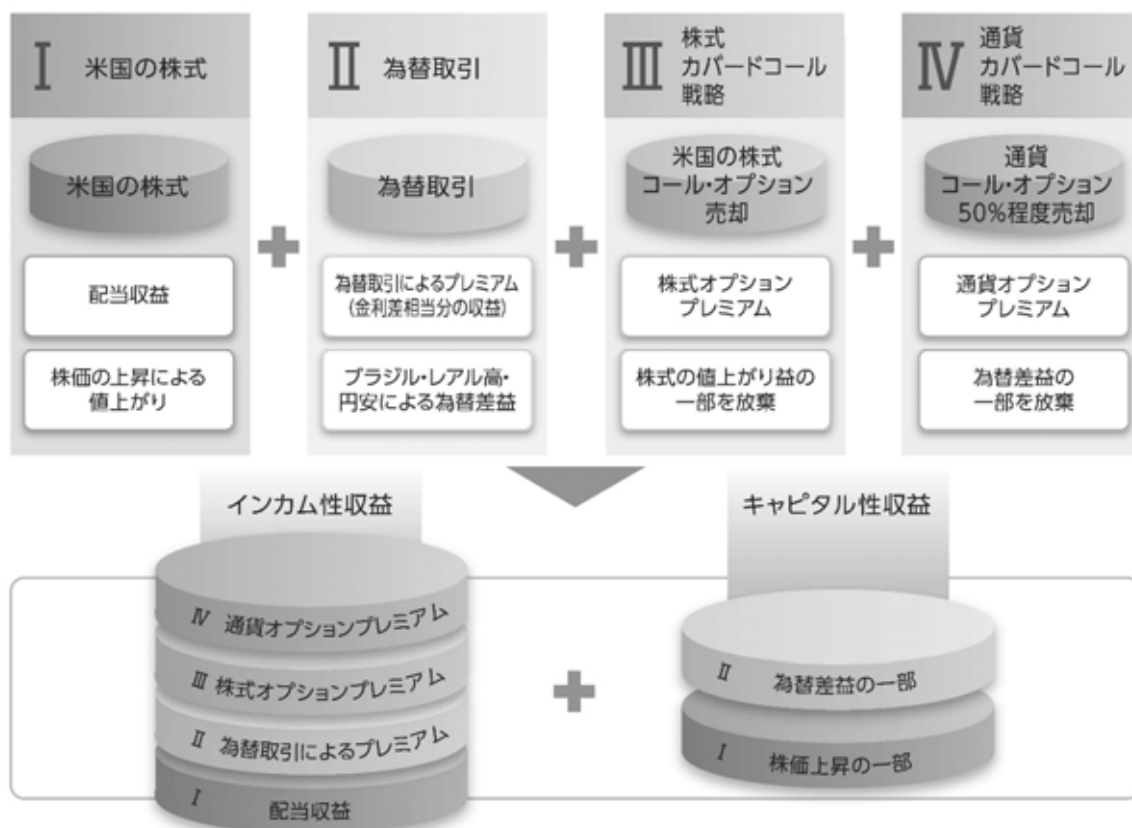 I 米国の株式
II 為替取引
III 株式
カバードコール
戦略
IV 通貨
カバードコール
戦略
米国の株式
為替取引
米国の株式
コール・オプション
売却
通貨
コール・オプション
50%程度売却
配当収益
為替取引によるプレミアム
(金利差相当分の収益)
株式オプション
プレミアム
通貨オプション
プレミアム
株価の上昇による
値上がり
ブラジル・レアル高・
円安による為替差益
株式の値上がり益の
一部を放棄
為替差益の
一部を放棄
インカム性収益
キャピタル性収益
IV 通貨オプションプレミアム
III 株式オプションプレミアム
II 為替取引によるプレミアム
I 配当収益
II 為替差益の一部
I 株価上昇の一部